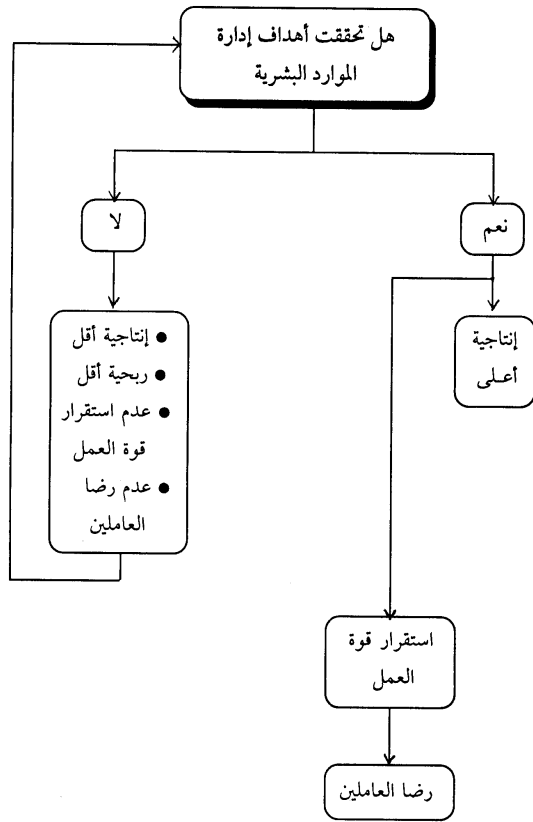 هل تحققت أهداف إدارة
الموارد البشرية
نعم
لا
إنتاجية
أعلى
● إنتاجية أقل
● ربحية أقل
● عدم استقرار
قوة العمل
● عدم رضا
العاملين
استقرار قوة
العمل
رضا العاملين